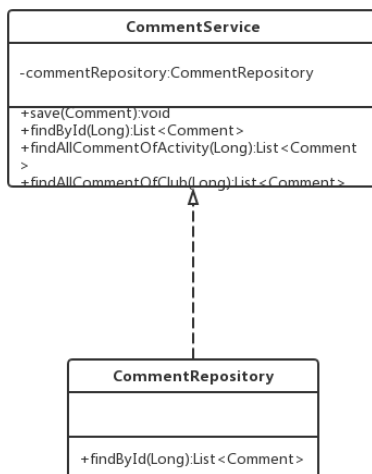 CommentService
-commentRepository:CommentRepository
+save(Comment):void
+findById(Long):List<Comment>
+findAllCommentOfActivity(Long):List<Comment
>
+findAllCommentOfClub(Long):List<Comment>
CommentRepository
+findById(Long):List<Comment>